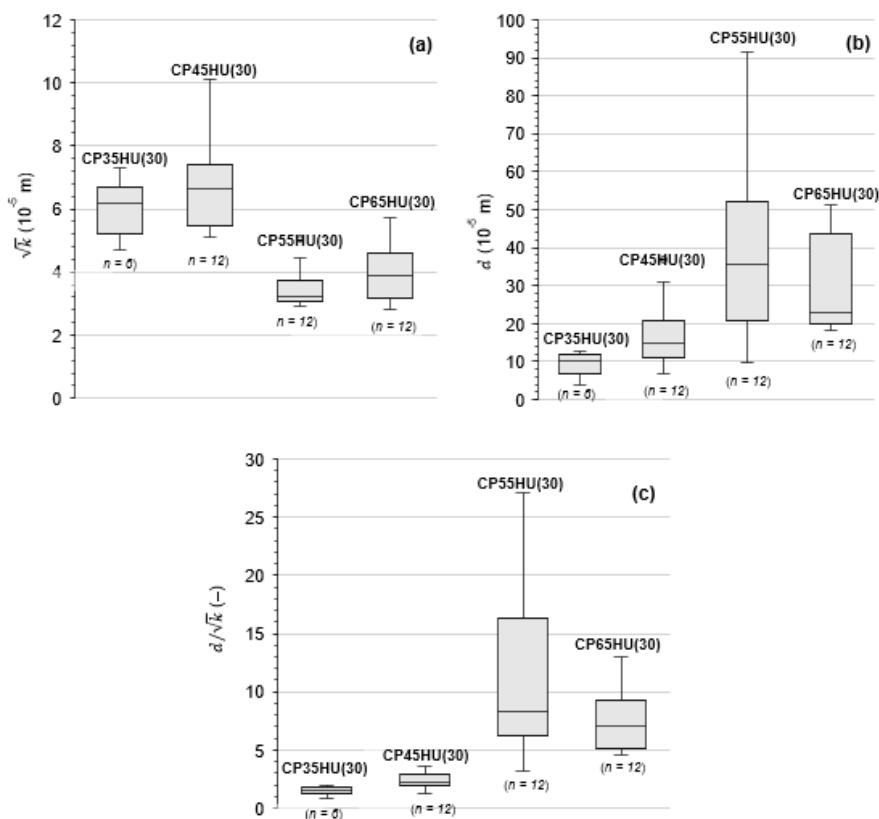 (a)
12
10
8
6
4
2
0
√k (10⁻⁵ m)
CP35HU(30)
(n = 6)
CP45HU(30)
(n = 12)
CP55HU(30)
(n = 12)
CP65HU(30)
(n = 12)
(b)
100
90
80
70
60
50
40
30
20
10
0
d (10⁻⁵ m)
CP35HU(30)
(n = 6)
CP45HU(30)
(n = 12)
CP55HU(30)
(n = 12)
CP65HU(30)
(n = 12)
(c)
30
25
20
15
10
5
0
d/√k (–)
CP35HU(30)
(n = 6)
CP45HU(30)
(n = 12)
CP55HU(30)
(n = 12)
CP65HU(30)
(n = 12)